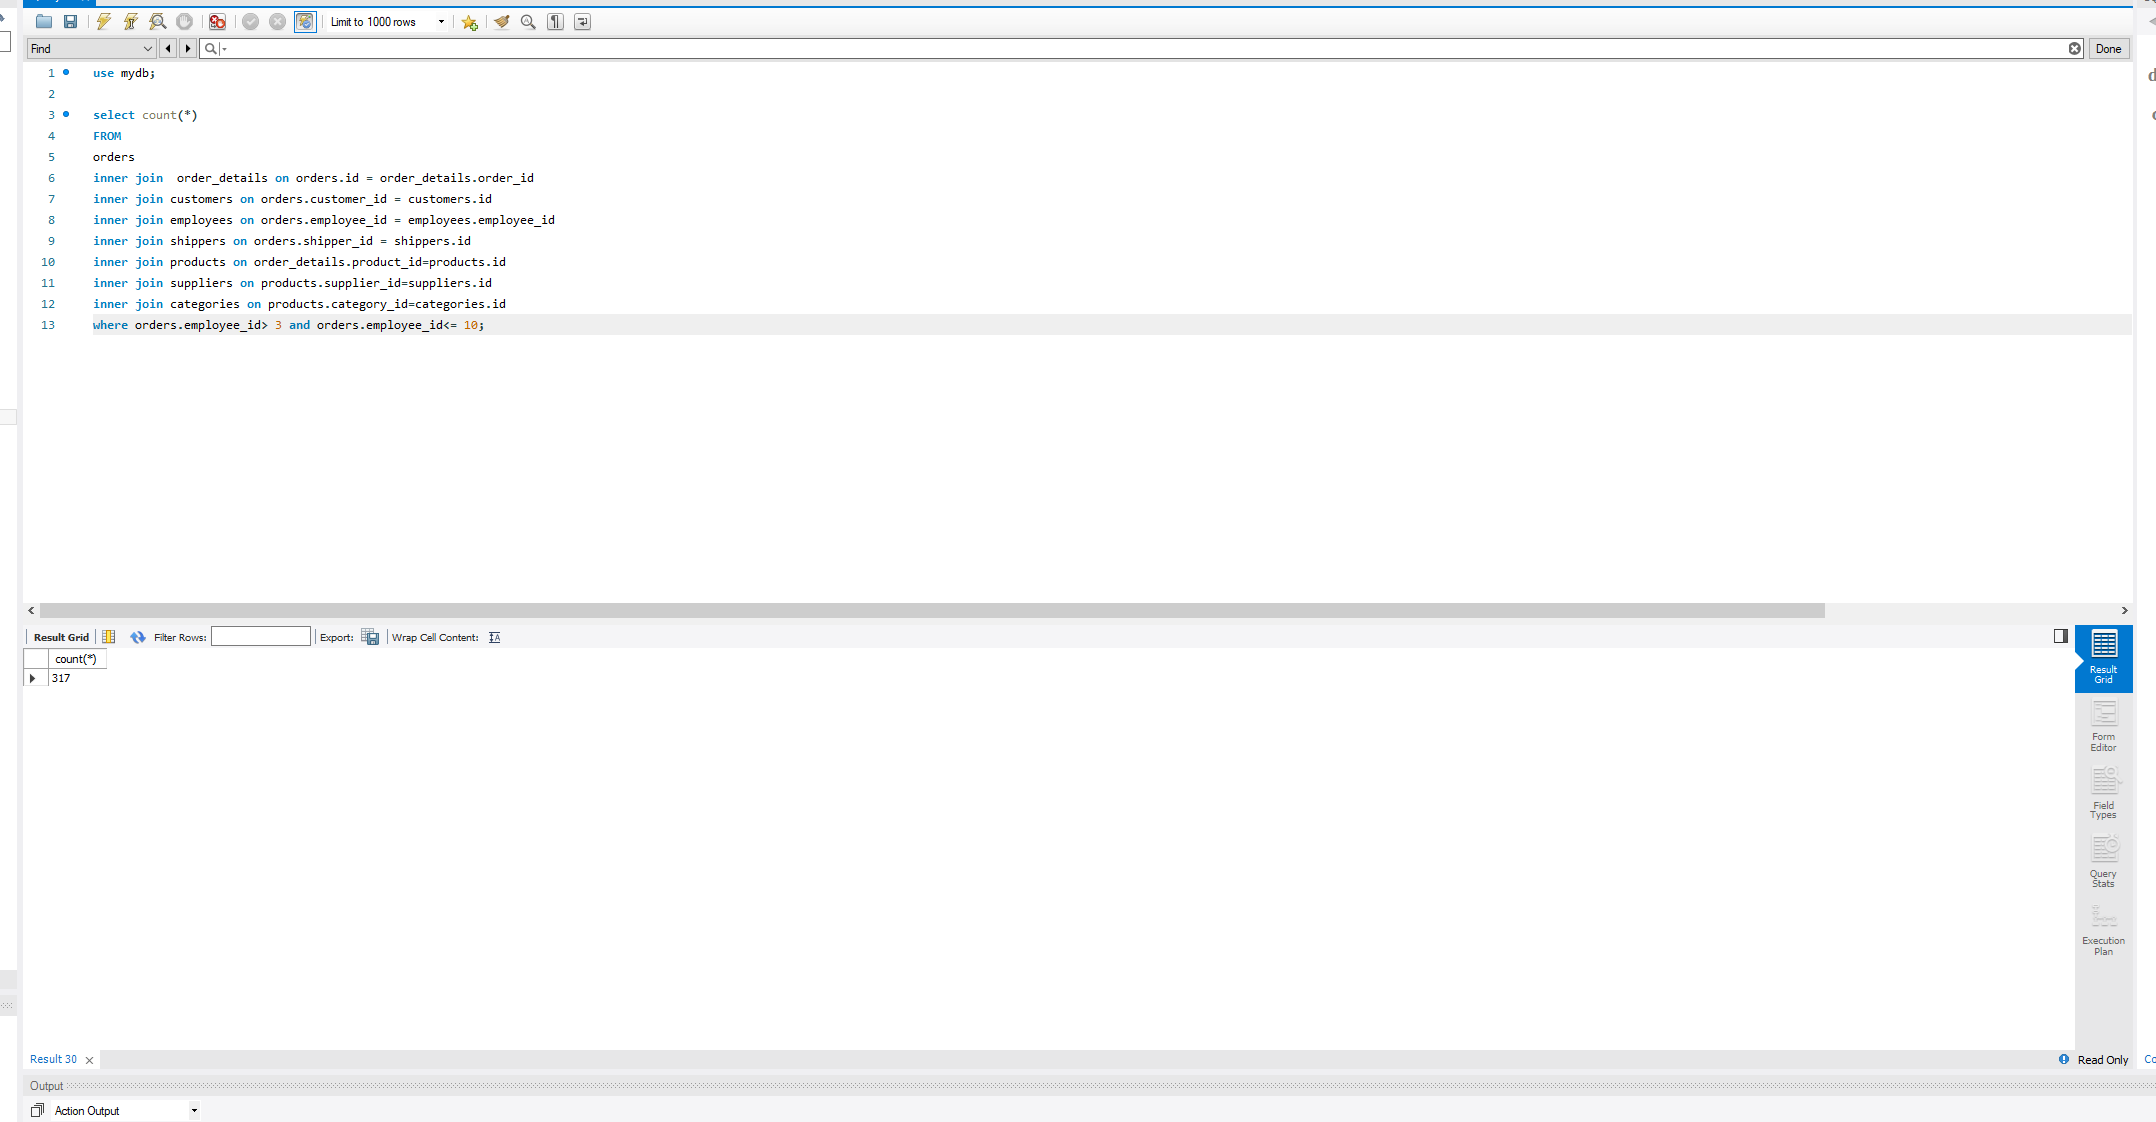 Limit to 1000 rows
Find
Done
1 use mydb;
2
3 select count(*)
4 FROM
5 orders
6 inner join  order_details on orders.id = order_details.order_id
7 inner join customers on orders.customer_id = customers.id
8 inner join employees on orders.employee_id = employees.employee_id
9 inner join shippers on orders.shipper_id = shippers.id
10 inner join products on order_details.product_id=products.id
11 inner join suppliers on products.supplier_id=suppliers.id
12 inner join categories on products.category_id=categories.id
13 where orders.employee_id> 3 and orders.employee_id<= 10;
Result Grid Filter Rows: Export: Wrap Cell Content:
count(*)
317
Result
Grid
Form
Editor
Field
Types
Query
Stats
Execution
Plan
Result 30
Read Only
Output
Action Output